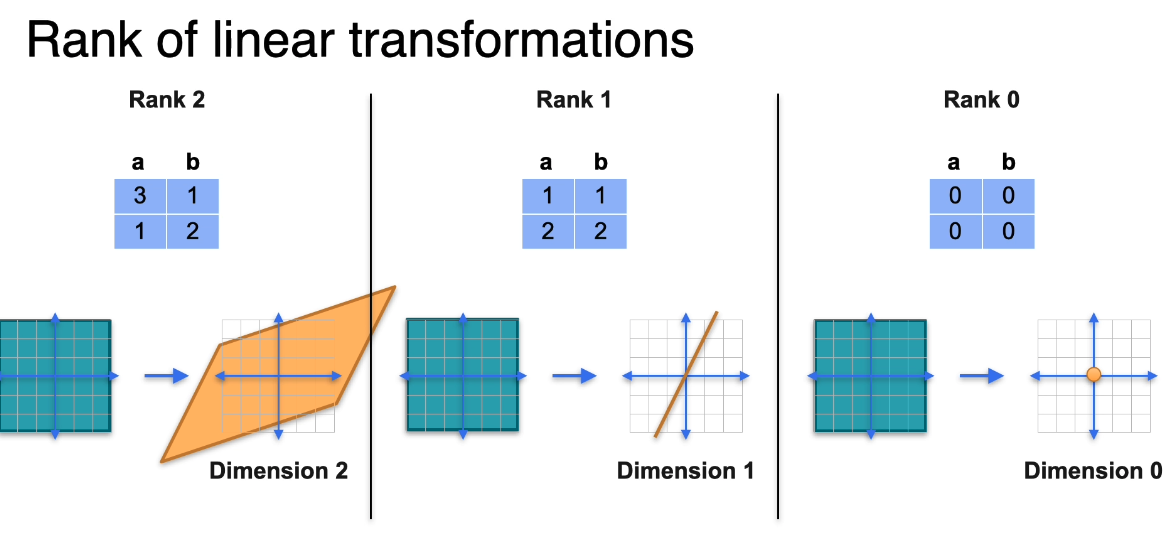 Rank of linear transformations
Rank 2
a b
3 1
1 2
Dimension 2
Rank 1
a b
1 1
2 2
Dimension 1
Rank 0
a b
0 0
0 0
Dimension 0